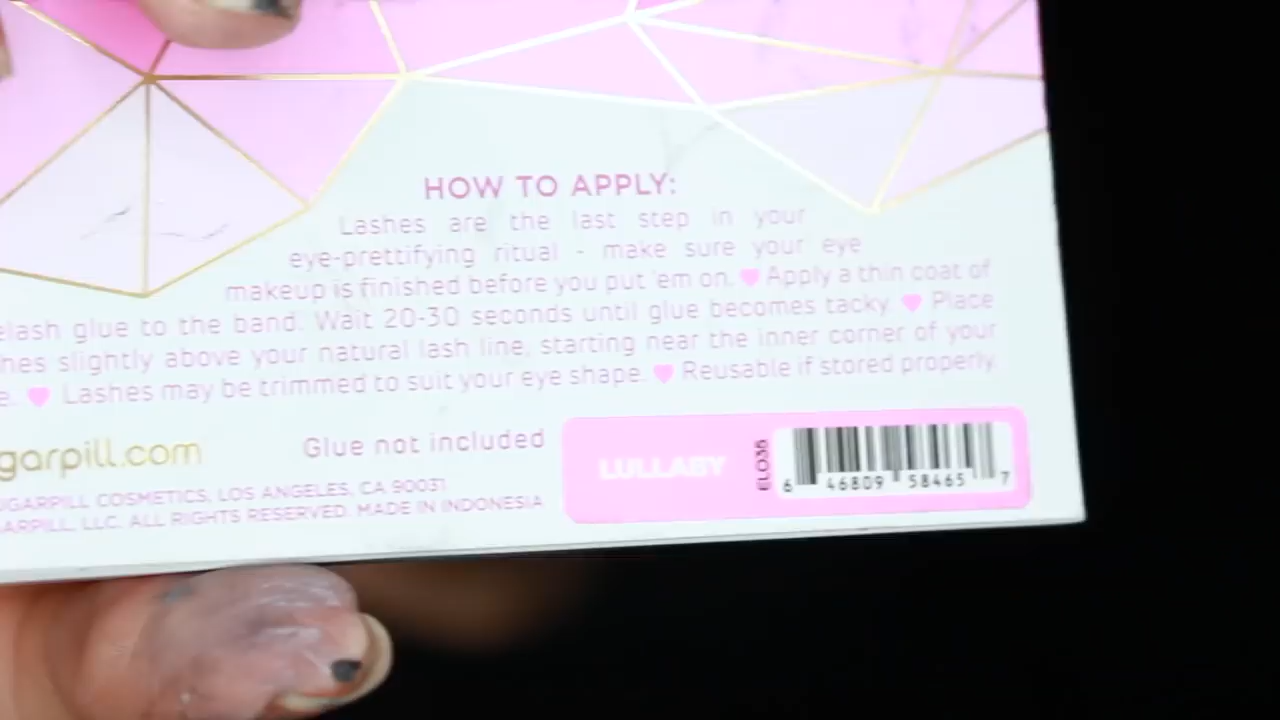 HOW TO APPLY:
Lashes are the last step in your
eye-prettifying ritual - make sure your eye
makeup is finished before you put 'em on. ♥ Apply a thin coat of
elash glue to the band. Wait 20-30 seconds until glue becomes tacky. ♥ Place
hes slightly above your natural lash line, starting near the inner corner of your
e. ♥ Lashes may be trimmed to suit your eye shape. ♥ Reusable if stored properly.
garpill.com
Glue not included
UGARPILL COSMETICS, LOS ANGELES, CA 90031
ARPILL, LLC. ALL RIGHTS RESERVED. MADE IN INDONESIA
LULLABY
ELO35
6 46809 58465 7